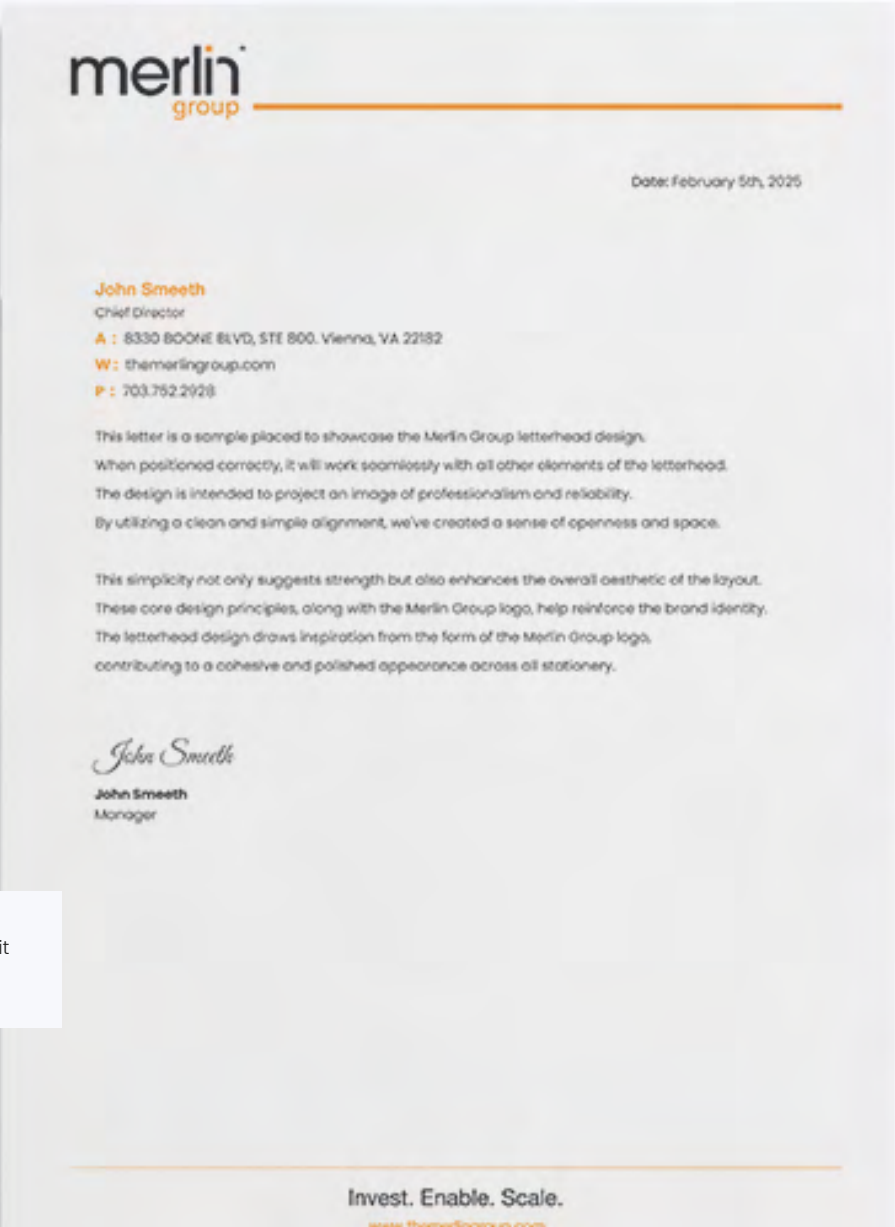 merlin
group
Date: February 5th, 2025
John Smeeth
Chief Director
A : 8330 BOONE BLVD, STE 800. Vienna, VA 22182
W : themerlingroup.com
P : 703.752.2928
This letter is a sample placed to showcase the Merlin Group letterhead design.
When positioned correctly, it will work seamlessly with all other elements of the letterhead.
The design is intended to project an image of professionalism and reliability.
By utilizing a clean and simple alignment, we've created a sense of openness and space.
This simplicity not only suggests strength but also enhances the overall aesthetic of the layout.
These core design principles, along with the Merlin Group logo, help reinforce the brand identity.
The letterhead design draws inspiration from the form of the Merlin Group logo,
contributing to a cohesive and polished appearance across all stationery.
John Smeeth
John Smeeth
Manager
it
Invest. Enable. Scale.
www.themerlingroup.com